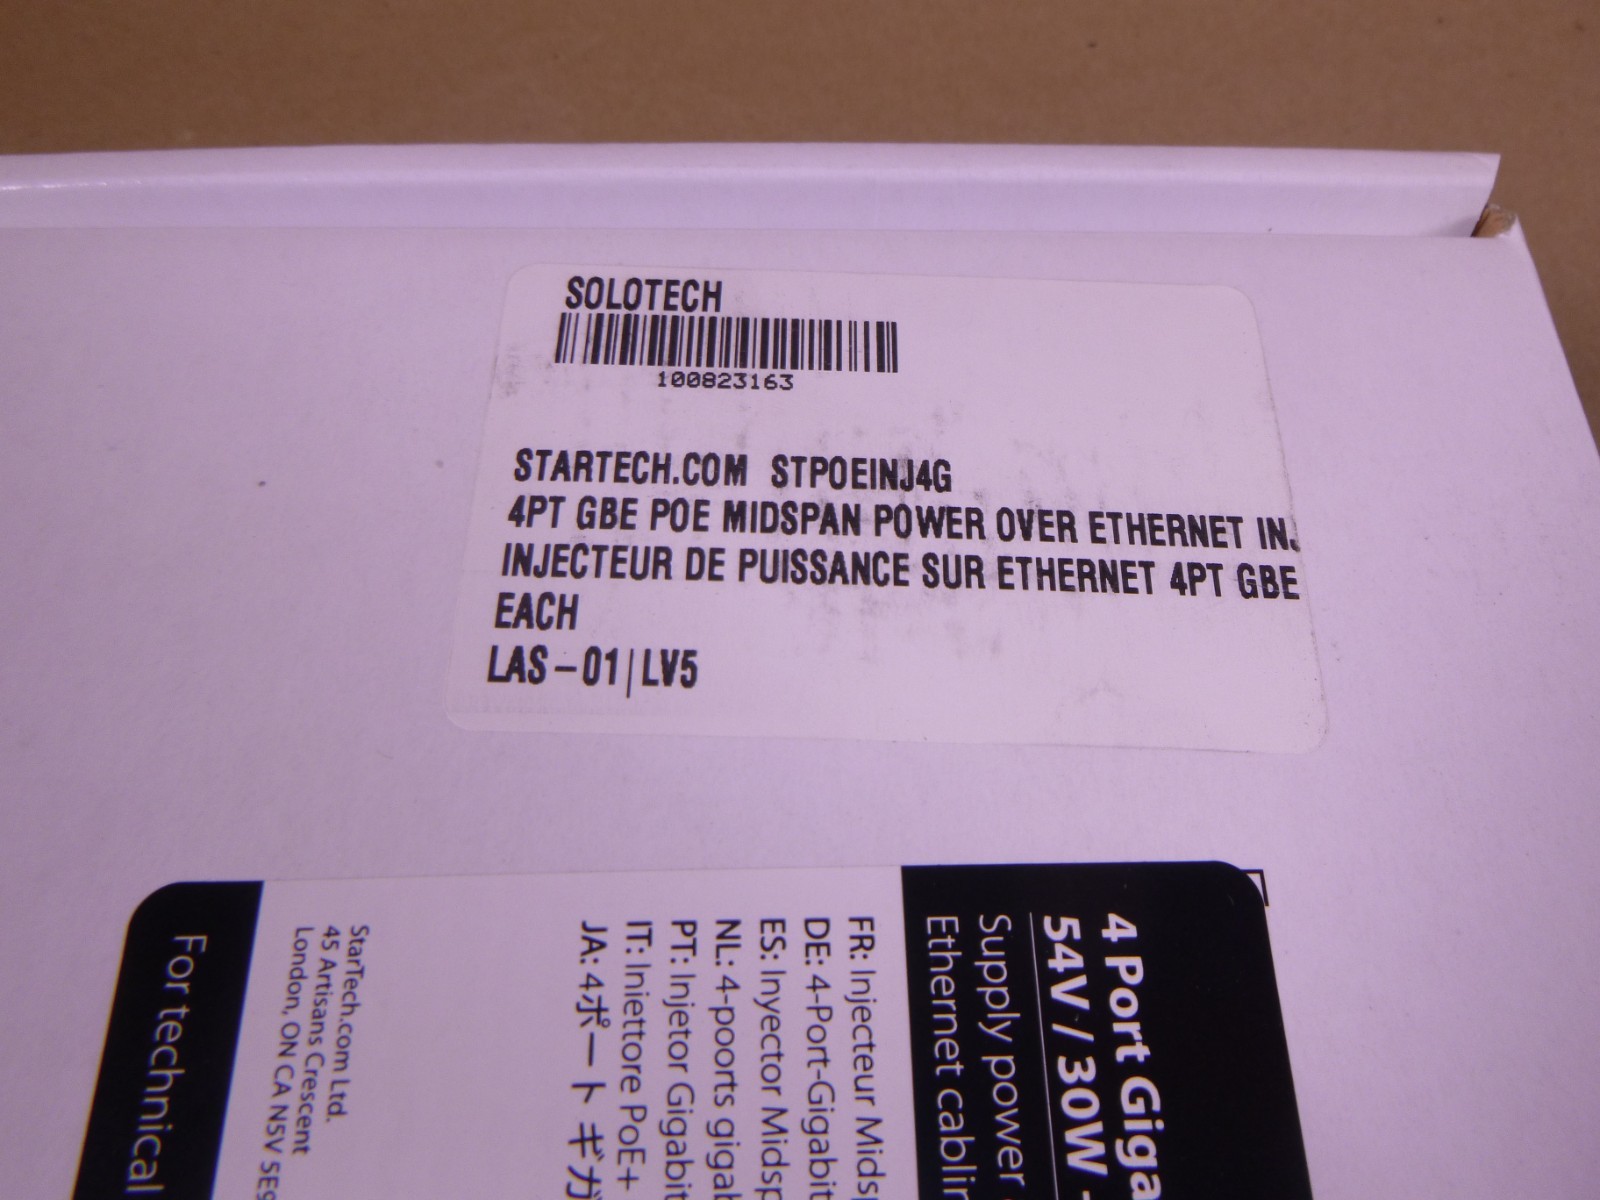 SOLOTECH
100823163
STARTECH.COM STPOEINJ4G
4PT GBE POE MIDSPAN POWER OVER ETHERNET INJ
INJECTEUR DE PUISSANCE SUR ETHERNET 4PT GBE
EACH
LAS-01|LV5
4 Port Giga
54V / 30W -
Supply power
Ethernet cablin
FR: Injecteur Mids
DE: 4-Port-Gigabit
ES: Inyector Midsp
NL: 4-poorts gigab
PT: Injetor Gigabit
IT: Iniettore PoE+
JA: 4ポート ギガ
StarTech.com Ltd.
45 Artisans Crescent
London, ON CA N5V 5E9
For technical